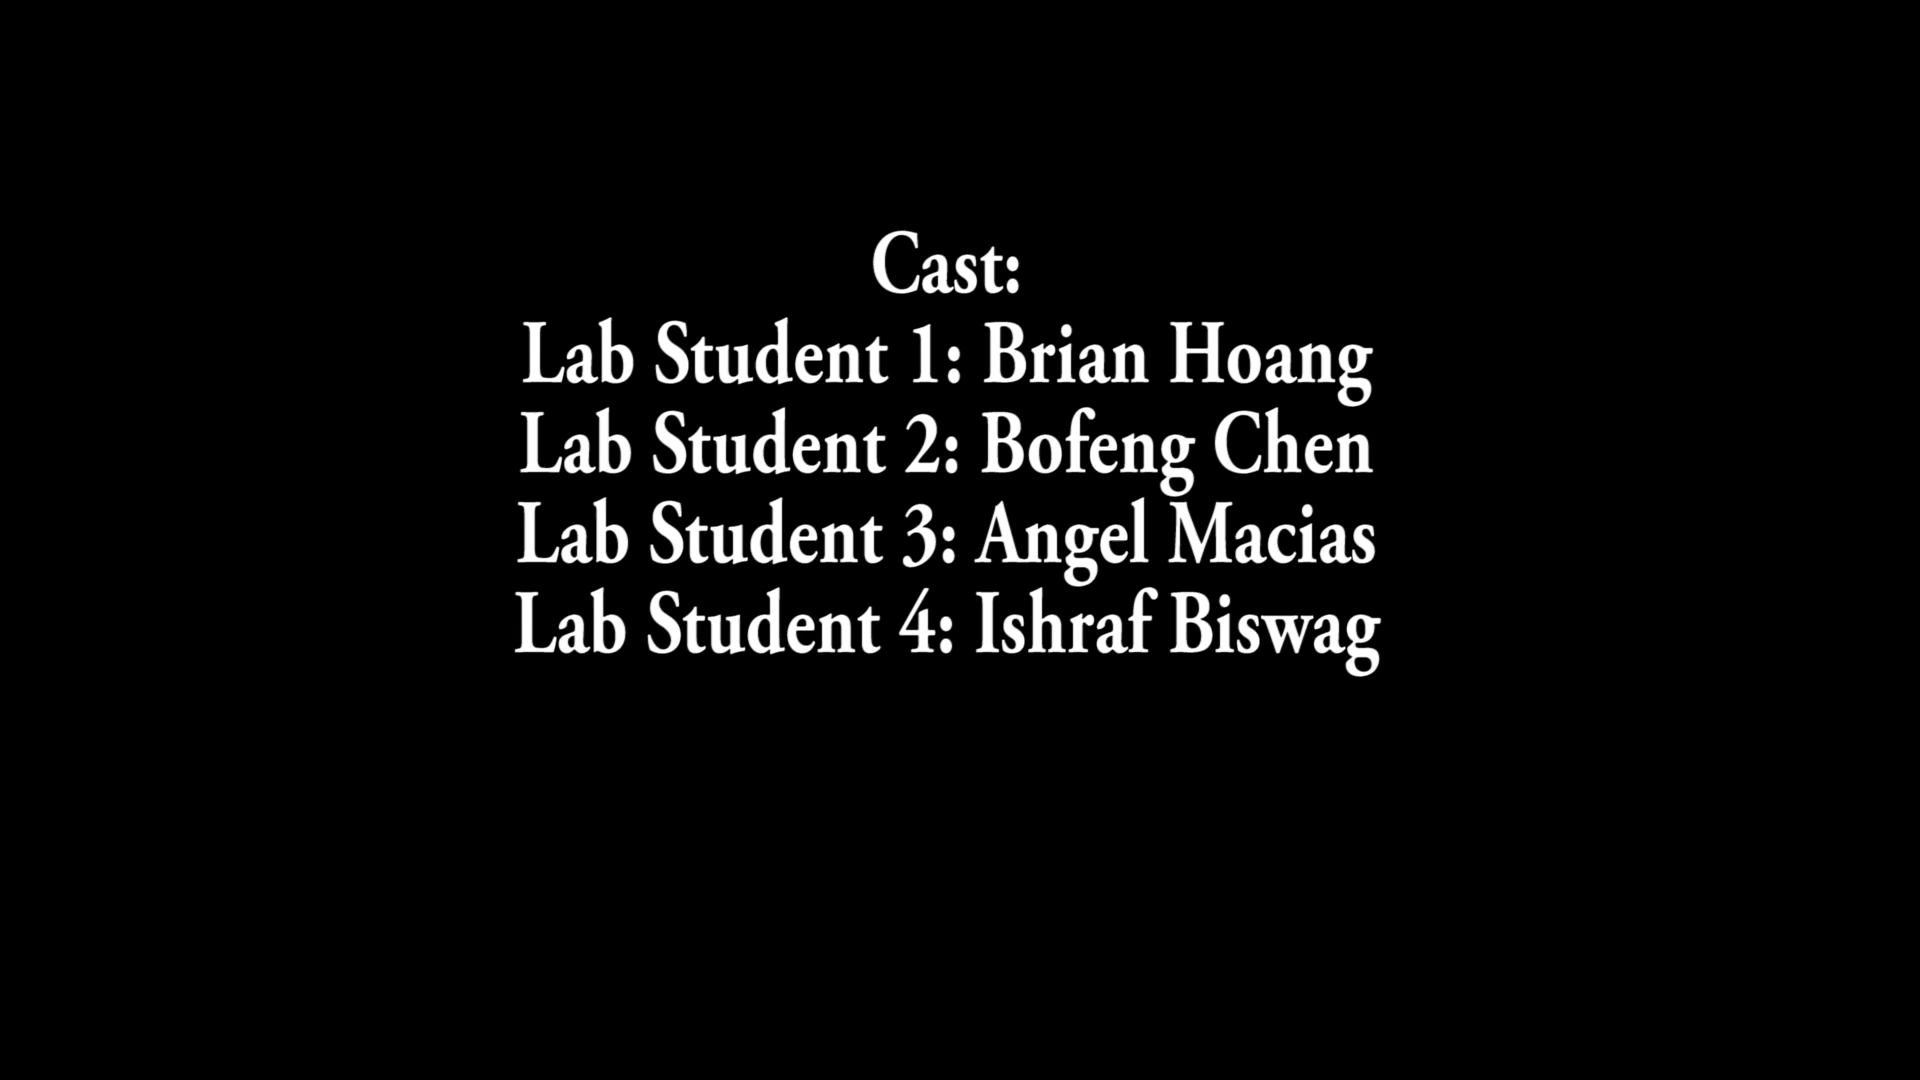 Cast:
Lab Student 1: Brian Hoang
Lab Student 2: Bofeng Chen
Lab Student 3: Angel Macias
Lab Student 4: Ishraf Biswag